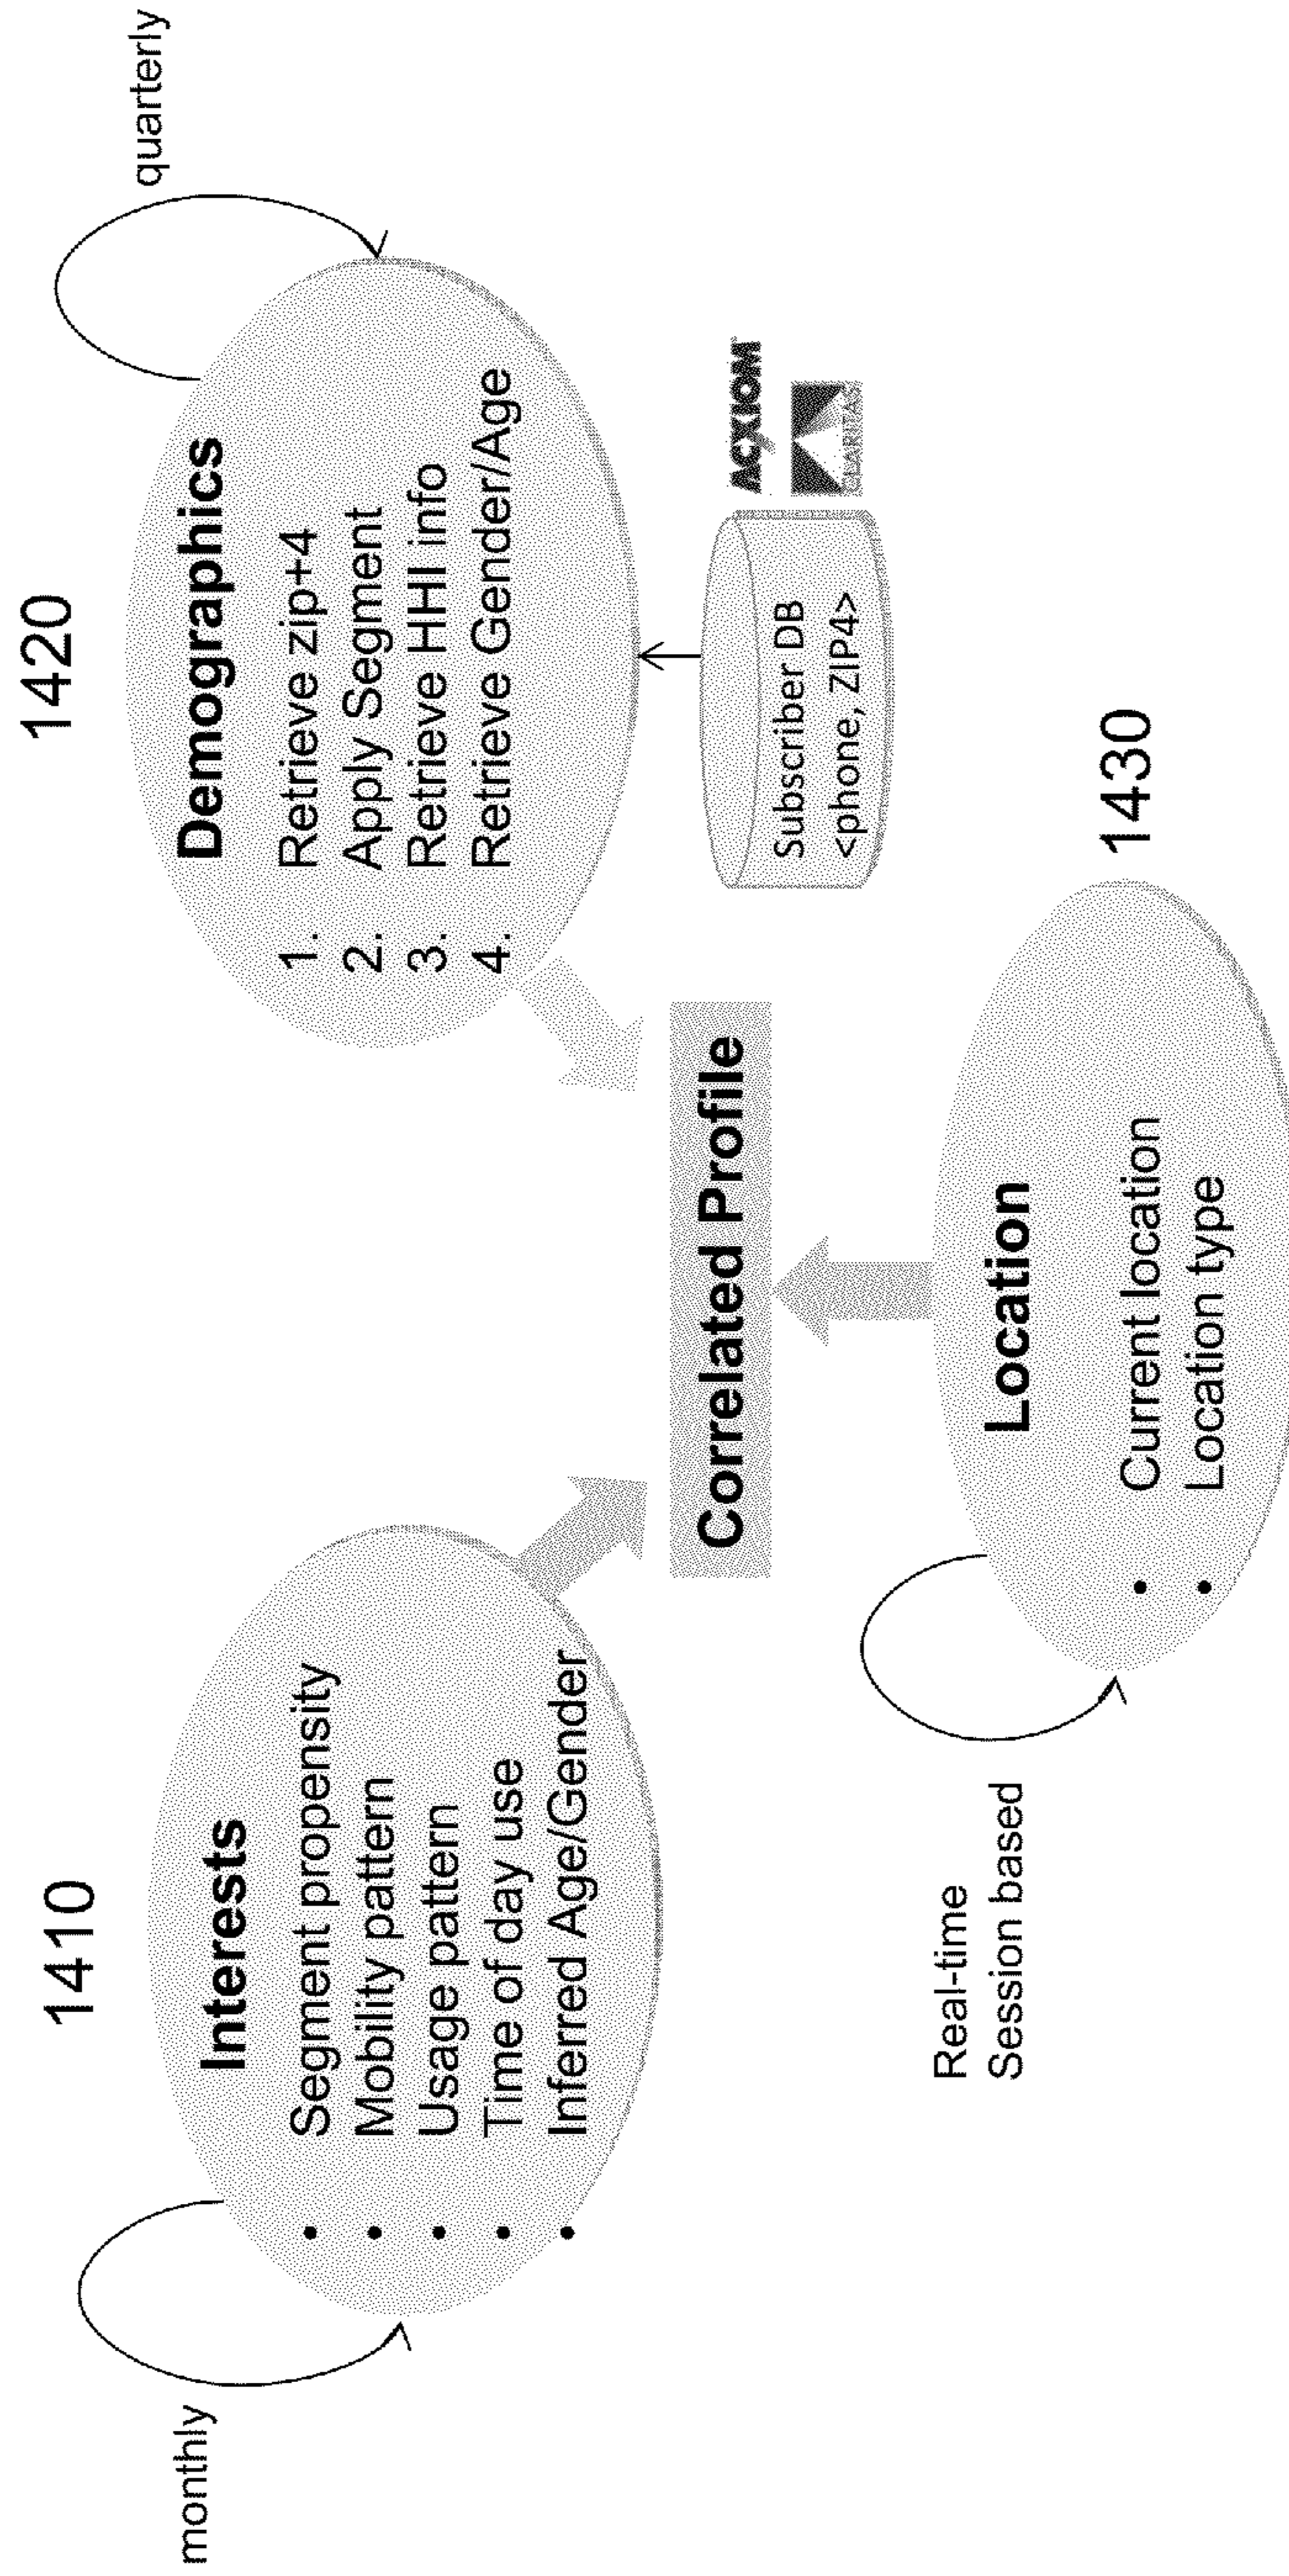 1410
monthly
Interests
• Segment propensity
• Mobility pattern
• Usage pattern
• Time of day use
• Inferred Age/Gender
1420
quarterly
Demographics
1. Retrieve zip+4
2. Apply Segment
3. Retrieve HHI info
4. Retrieve Gender/Age
Subscriber DB
<phone, ZIP4>
ACXIOM
CLARITAS
Correlated Profile
Real-time
Session based
1430
Location
• Current location
• Location type